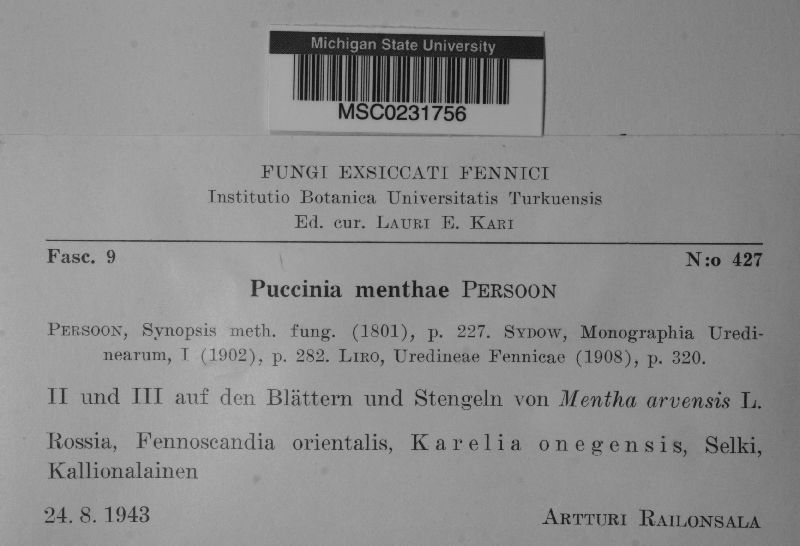 Michigan State University
MSC0231756
FUNGI EXSICCATI FENNICI
Institutio Botanica Universitatis Turkuensis
Ed. cur. LAURI E. KARI
Fasc. 9 N:o 427
Puccinia menthae PERSOON
PERSOON, Synopsis meth. fung. (1801), p. 227. SYDOW, Monographia Uredi-
nearum, I (1902), p. 282. LIRO, Uredineae Fennicae (1908), p. 320.
II und III auf den Blättern und Stengeln von Mentha arvensis L.
Rossia, Fennoscandia orientalis, Karelia onegensis, Selki,
Kallionalainen
24. 8. 1943 ARTTURI RAILONSALA